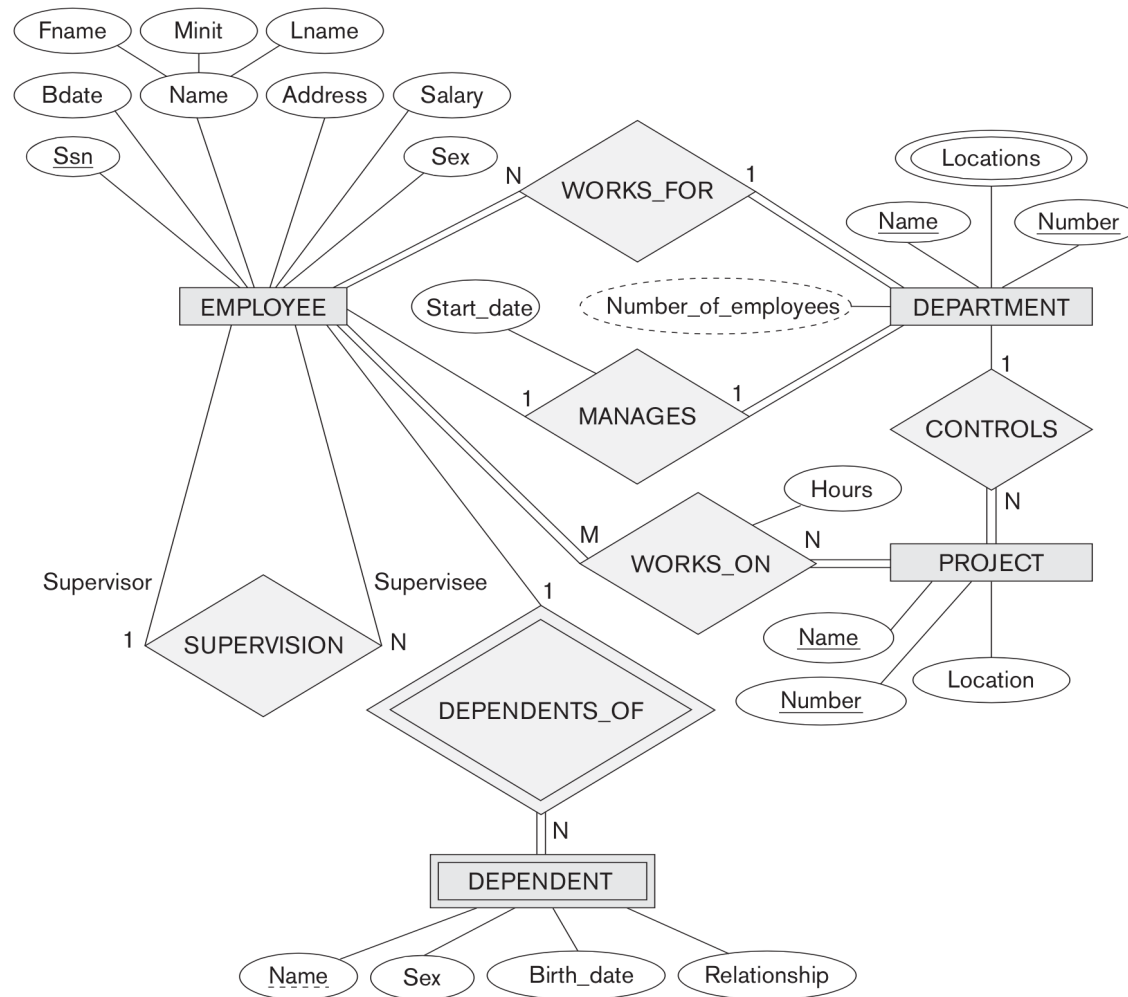 Fname Minit Lname
Bdate Name Address Salary
Ssn Sex
N WORKS_FOR 1
Locations
Name Number
EMPLOYEE Start_date Number_of_employees DEPARTMENT
1 MANAGES 1
1
CONTROLS
N
Hours
M WORKS_ON N
PROJECT
Supervisor Supervisee
1 SUPERVISION N
1
Name
Number
Location
DEPENDENTS_OF
N
DEPENDENT
Name Sex Birth_date Relationship